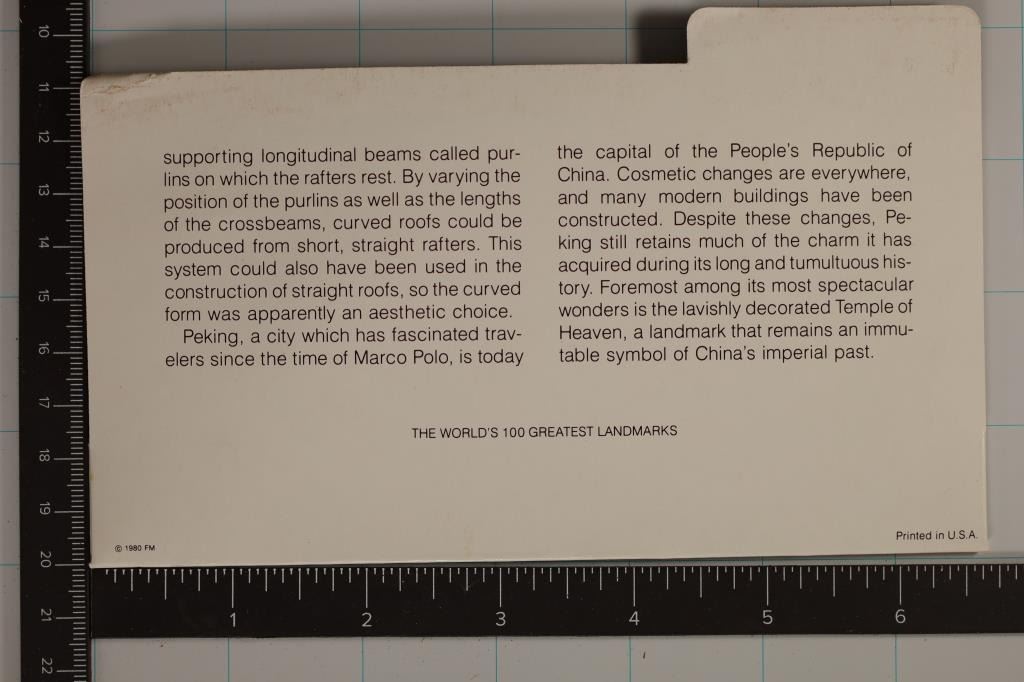 supporting longitudinal beams called pur-
lins on which the rafters rest. By varying the
position of the purlins as well as the lengths
of the crossbeams, curved roofs could be
produced from short, straight rafters. This
system could also have been used in the
construction of straight roofs, so the curved
form was apparently an aesthetic choice.
Peking, a city which has fascinated trav-
elers since the time of Marco Polo, is today
the capital of the People's Republic of
China. Cosmetic changes are everywhere,
and many modern buildings have been
constructed. Despite these changes, Pe-
king still retains much of the charm it has
acquired during its long and tumultuous his-
tory. Foremost among its most spectacular
wonders is the lavishly decorated Temple of
Heaven, a landmark that remains an immu-
table symbol of China's imperial past.
THE WORLD'S 100 GREATEST LANDMARKS
© 1980 FM
Printed in U.S.A.
10
11
12
13
14
15
16
17
18
19
20
21
22
1 2 3 4 5 6